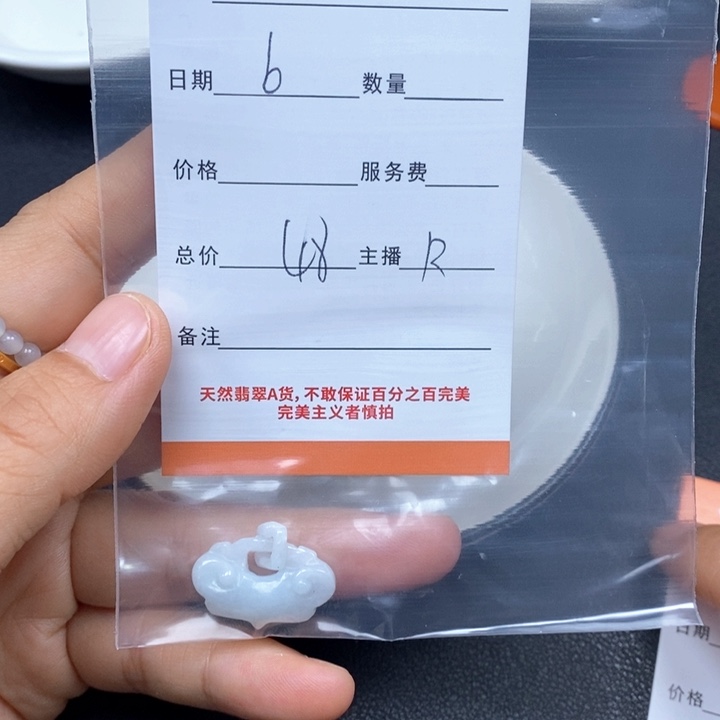 日期 6 数量
价格 服务费
总价 48 主播 R
备注
天然翡翠A货,不敢保证百分之百完美
完美主义者慎拍
日期
价格